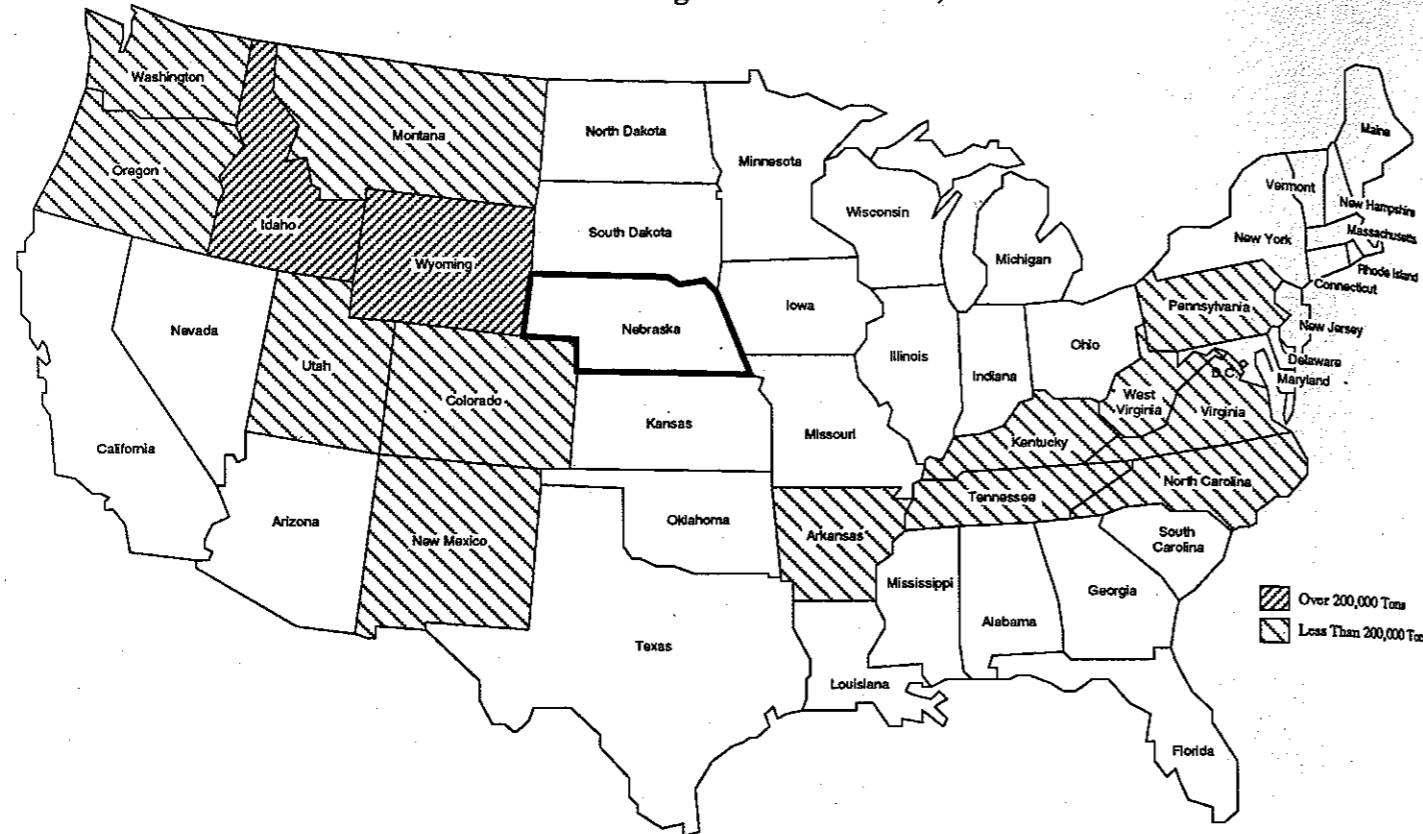 Washington
Montana
North Dakota
Minnesota
Maine
Oregon
Idaho
Wyoming
South Dakota
Wisconsin
Michigan
Vermont
New Hampshire
Massachusetts
New York
Rhode Island
Connecticut
Nevada
Utah
Colorado
Nebraska
Iowa
Illinois
Indiana
Ohio
Pennsylvania
New Jersey
Delaware
Maryland
D.C.
West
Virginia
Virginia
California
Kansas
Missouri
Kentucky
Arizona
New Mexico
Oklahoma
Arkansas
Tennessee
North Carolina
South
Carolina
Texas
Louisiana
Mississippi
Alabama
Georgia
Florida
Over 200,000 Tons
Less Than 200,000